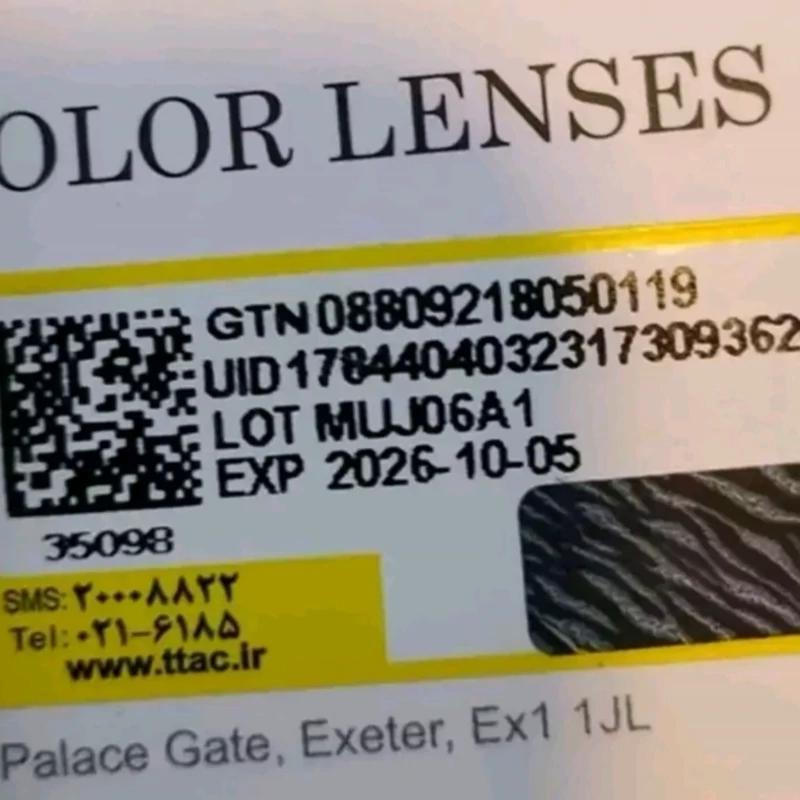 OLOR LENSES
GTN 08809218050119
UID 1784404032317309362
LOT MUJ06A1
EXP 2026-10-05
35098
SMS: ۲۰۰۰۸۸۲۲
Tel: ۰۲۱-۶۱۸۵
www.ttac.ir
Palace Gate, Exeter, Ex1 1JL